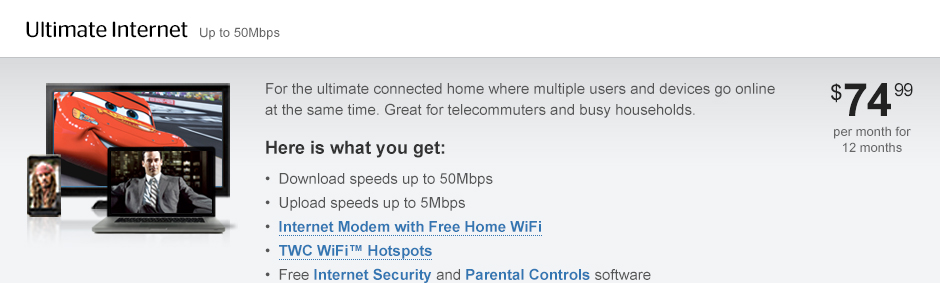 Ultimate Internet Up to 50Mbps
For the ultimate connected home where multiple users and devices go online
at the same time. Great for telecommuters and busy households.
$74.99
per month for
12 months
Here is what you get:
• Download speeds up to 50Mbps
• Upload speeds up to 5Mbps
• Internet Modem with Free Home WiFi
• TWC WiFi™ Hotspots
• Free Internet Security and Parental Controls software